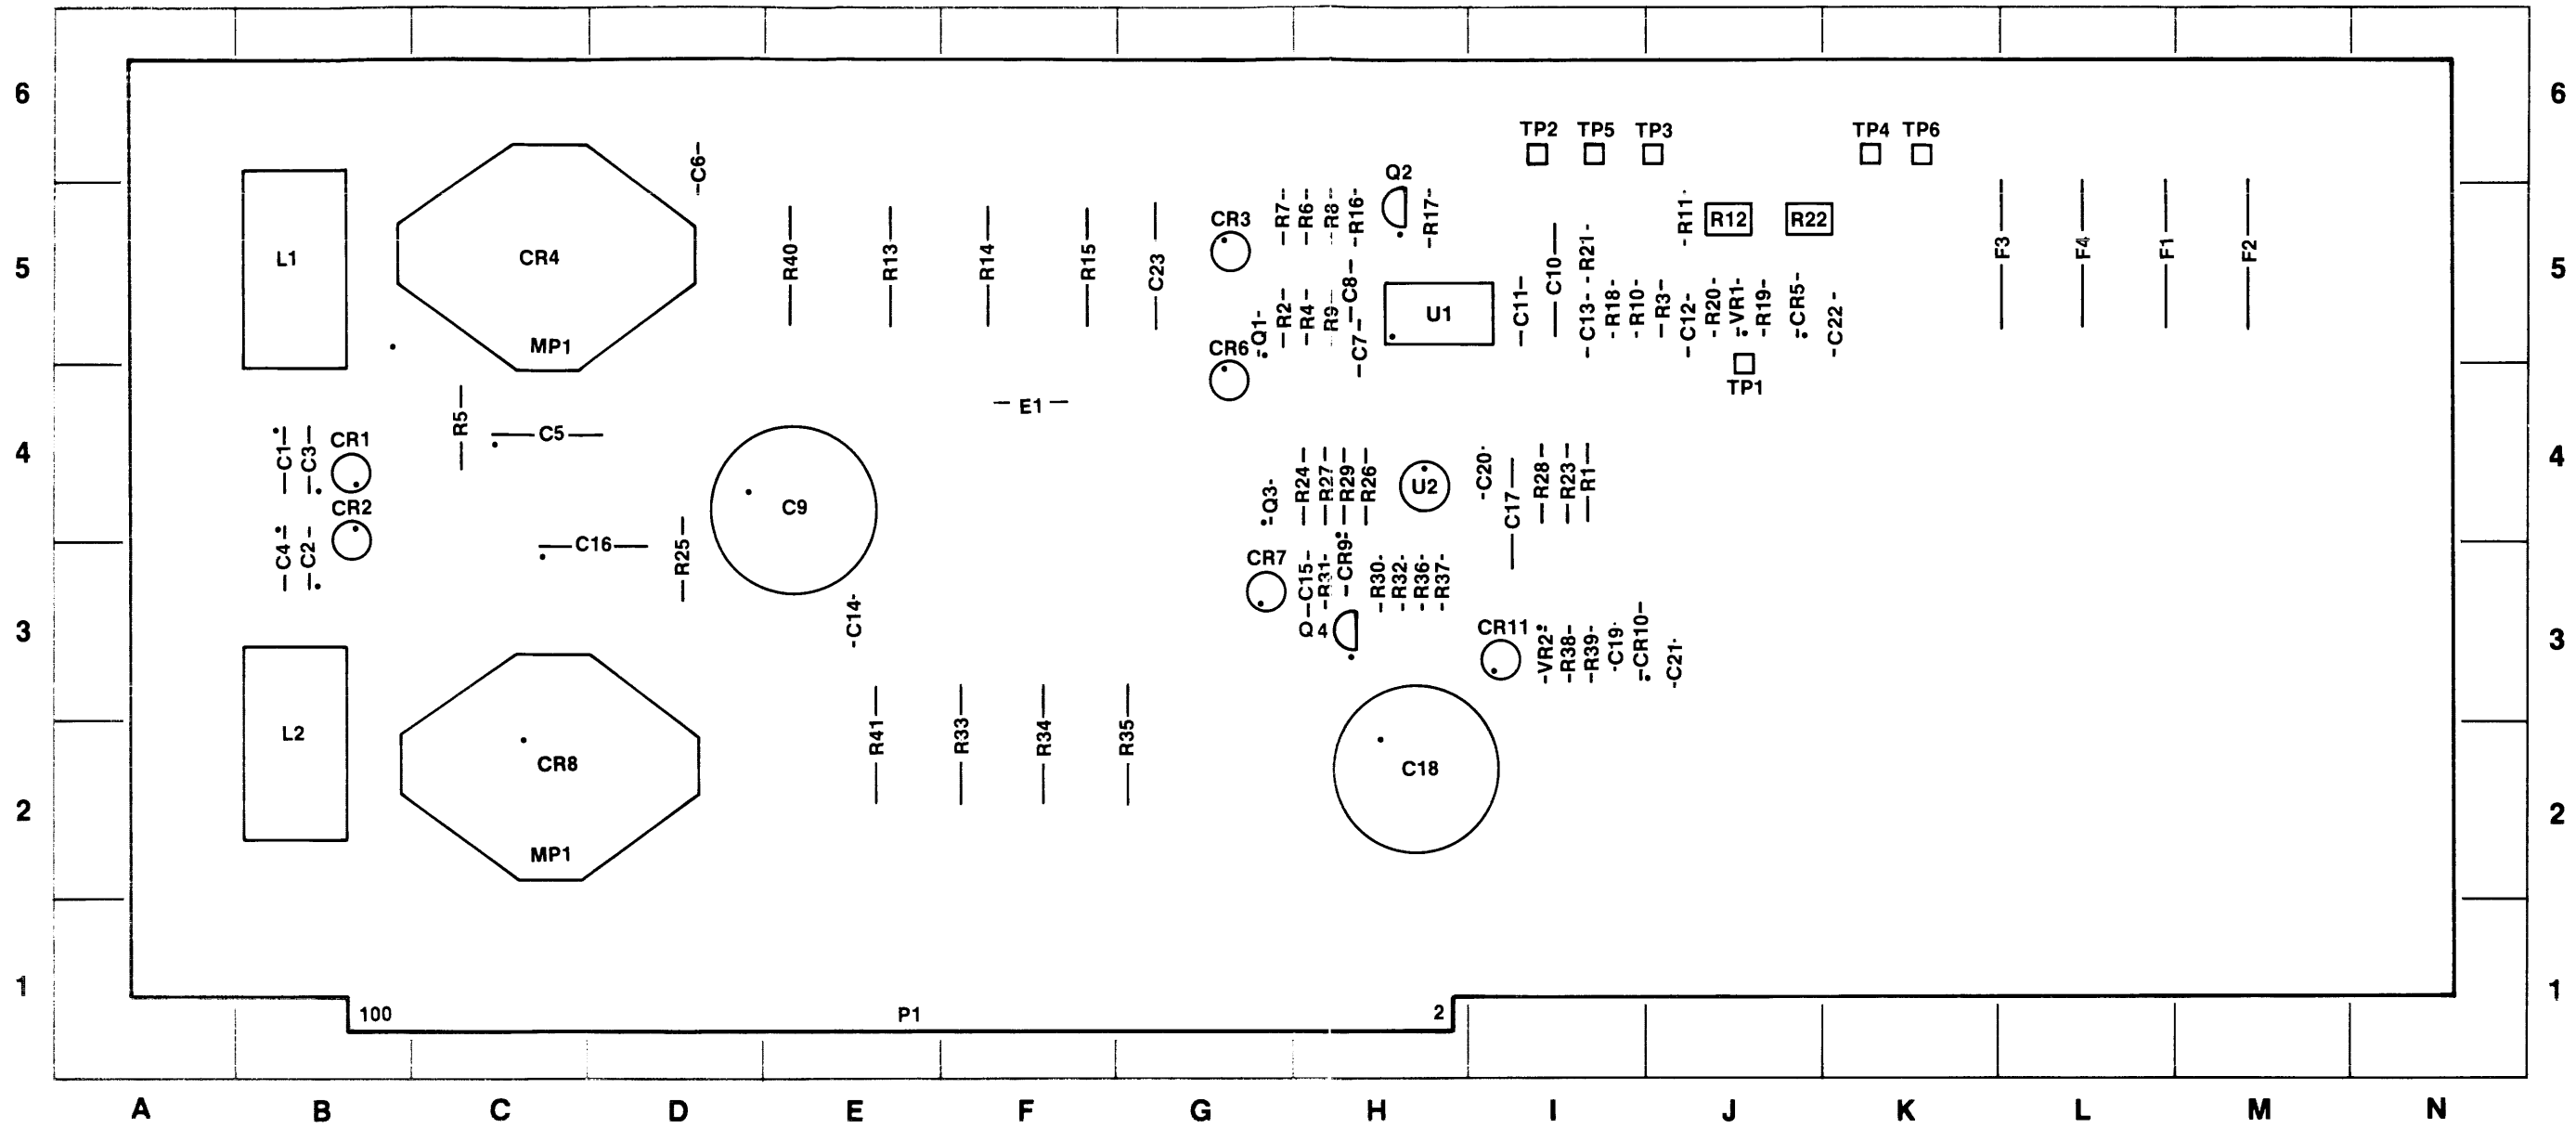 6 6
TP2 TP5 TP3 TP4 TP6
C6
Q2
R7 R6 R8 R16 R17 R11 R12 R22
CR3
L1 CR4 R40 R13 R14 R15 C23 C8 C10 R21 F3 F4 F1 F2
5 5
Q1 R2 R4 R9 C7 U1 C11 C13 R18 R10 R3 C12 R20 VR1 R19 CR5 C22
MP1 CR6
TP1
R5 E1
C5
C1 C3 CR1
4 4
C20
Q3 R24 R27 R29 R26 U2 C17 R28 R23 R1
CR2 C9
C4 C2 C16 R25 CR7 C15 R31 CR9 R30 R32 R36 R37
C14
3 3
Q4 CR11 VR2 R38 R39 C19 CR10 C21
L2 R41 R33 R34 R35
CR8 C18
2 2
MP1
1 1
100 P1 2
A B C D E F G H I J K L M N